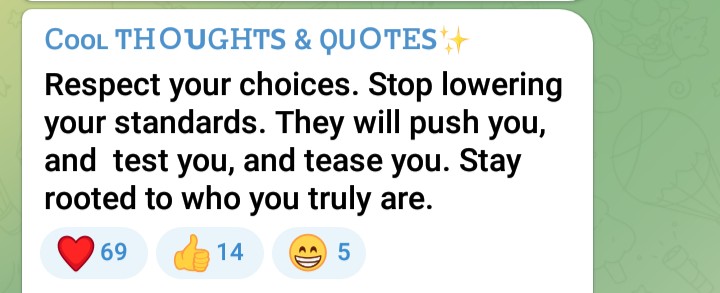 Cooʟ THOUGHTS & QUOTES✨
Respect your choices. Stop lowering
your standards. They will push you,
and  test you, and tease you. Stay
rooted to who you truly are.
❤️ 69 👍 14 😁 5